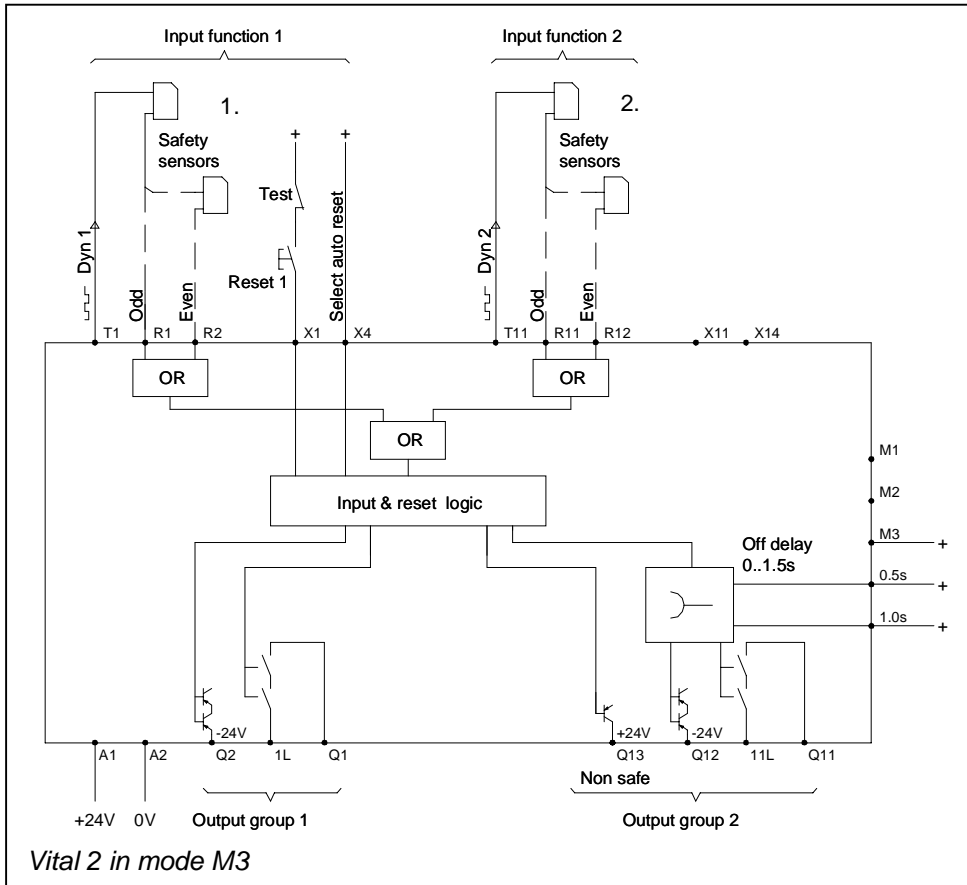 Input function 1
Input function 2
1.
2.
Safety
sensors
Safety
sensors
+
+
Test
Select auto reset
Dyn 1
Dyn 2
Reset 1
Odd
Even
Odd
Even
T1
R1
R2
X1
X4
T11
R11
R12
X11
X14
OR
OR
OR
M1
Input & reset logic
M2
M3
+
Off delay
0..1.5s
0.5s
+
1.0s
+
-24V
+24V
-24V
A1
A2
Q2
1L
Q1
Q13
Q12
11L
Q11
Non safe
+24V
0V
Output group 1
Output group 2
Vital 2 in mode M3